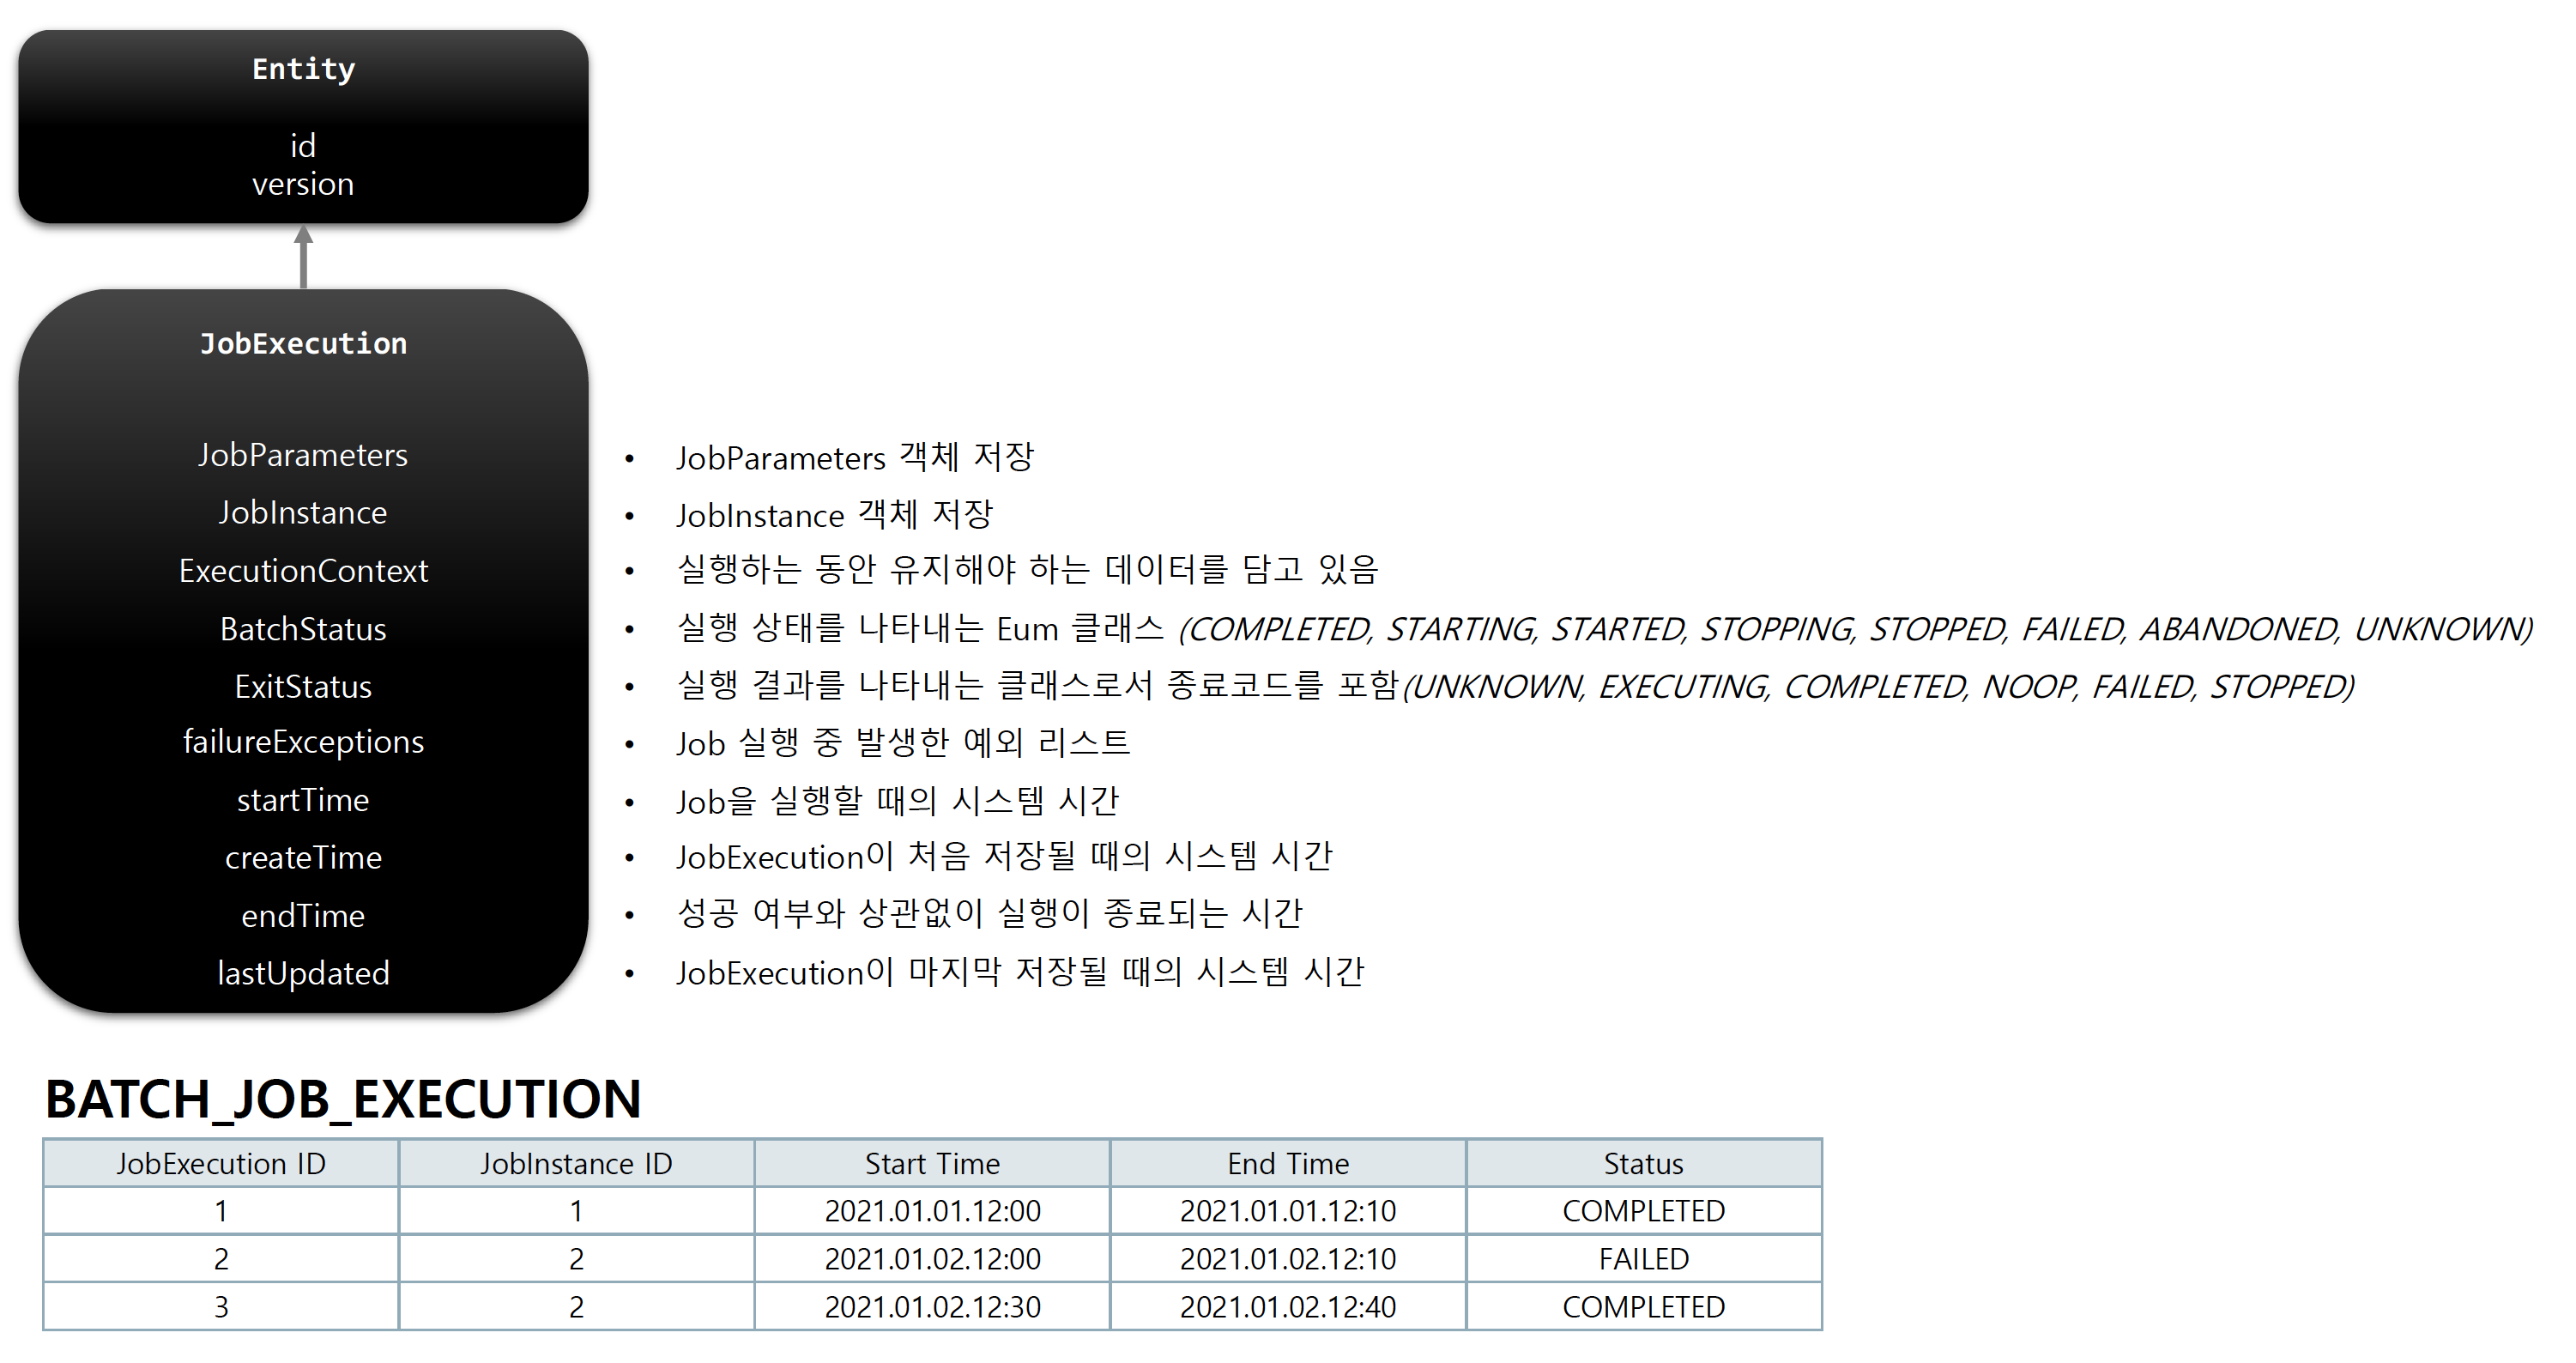 Entity
id
version
JobExecution
JobParameters • JobParameters 객체 저장
JobInstance • JobInstance 객체 저장
ExecutionContext • 실행하는 동안 유지해야 하는 데이터를 담고 있음
BatchStatus • 실행 상태를 나타내는 Eum 클래스 (COMPLETED, STARTING, STARTED, STOPPING, STOPPED, FAILED, ABANDONED, UNKNOWN)
ExitStatus • 실행 결과를 나타내는 클래스로서 종료코드를 포함(UNKNOWN, EXECUTING, COMPLETED, NOOP, FAILED, STOPPED)
failureExceptions • Job 실행 중 발생한 예외 리스트
startTime • Job을 실행할 때의 시스템 시간
createTime • JobExecution이 처음 저장될 때의 시스템 시간
endTime • 성공 여부와 상관없이 실행이 종료되는 시간
lastUpdated • JobExecution이 마지막 저장될 때의 시스템 시간
BATCH_JOB_EXECUTION
JobExecution ID JobInstance ID Start Time End Time Status
1 1 2021.01.01.12:00 2021.01.01.12:10 COMPLETED
2 2 2021.01.02.12:00 2021.01.02.12:10 FAILED
3 2 2021.01.02.12:30 2021.01.02.12:40 COMPLETED